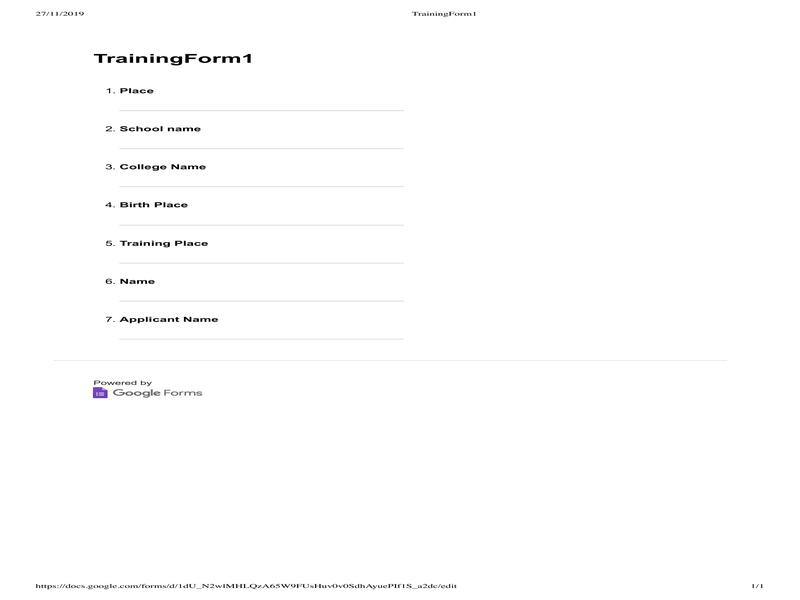 27/11/2019 TrainingForm1
TrainingForm1
1. Place
2. School name
3. College Name
4. Birth Place
5. Training Place
6. Name
7. Applicant Name
Powered by
Google Forms
https://docs.google.com/forms/d/1dU_N2wlMHLQzA65W9FUsHuv0v0SdhAyuePIf1S_a2dc/edit 1/1